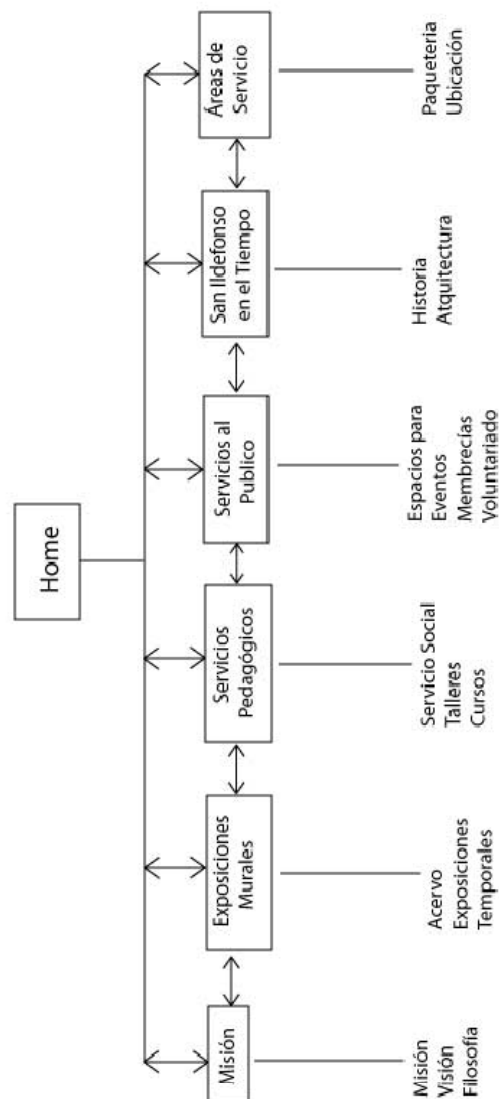 Home
Misión
Exposiciones
Murales
Servicios
Pedagógicos
Servicios al
Publico
San Ildefonso
en el Tiempo
Áreas de
Servicio
Misión
Visión
Filosofía
Acervo
Exposiciones
Temporales
Servicio Social
Talleres
Cursos
Espacios para
Eventos
Membrecías
Voluntariado
Historia
Atquitectura
Paqueteria
Ubicación